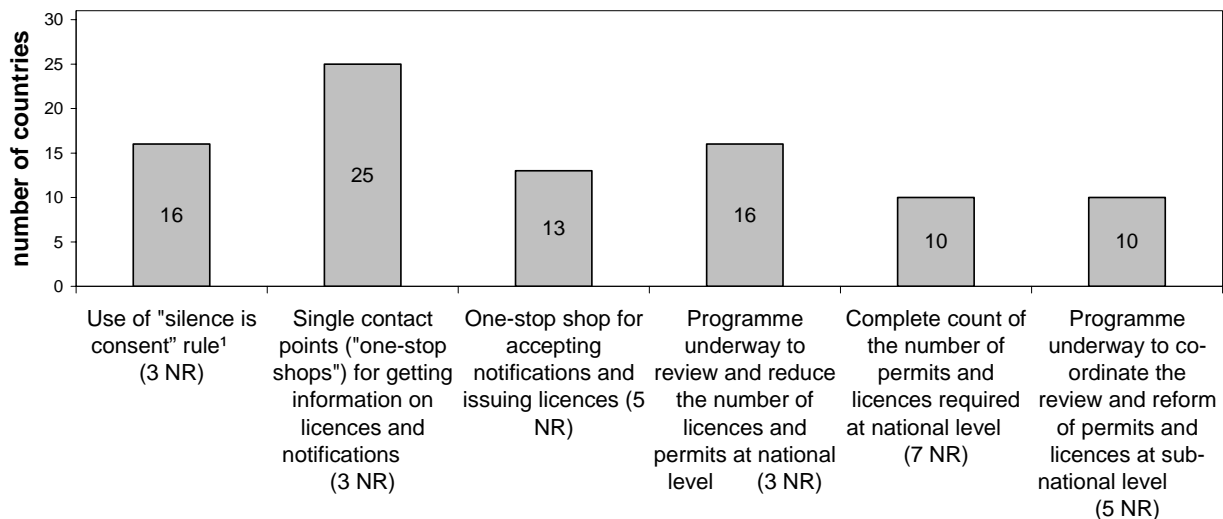 number of countries
30
25
20
15
10
5
0
16
25
13
16
10
10
Use of "silence is
consent” rule¹
(3 NR)
Single contact
points ("one-stop
shops") for getting
information on
licences and
notifications
(3 NR)
One-stop shop for
accepting
notifications and
issuing licences (5
NR)
Programme
underway to
review and reduce
the number of
licences and
permits at national
level (3 NR)
Complete count of
the number of
permits and
licences required
at national level
(7 NR)
Programme
underway to co-
ordinate the
review and reform
of permits and
licences at sub-
national level
(5 NR)